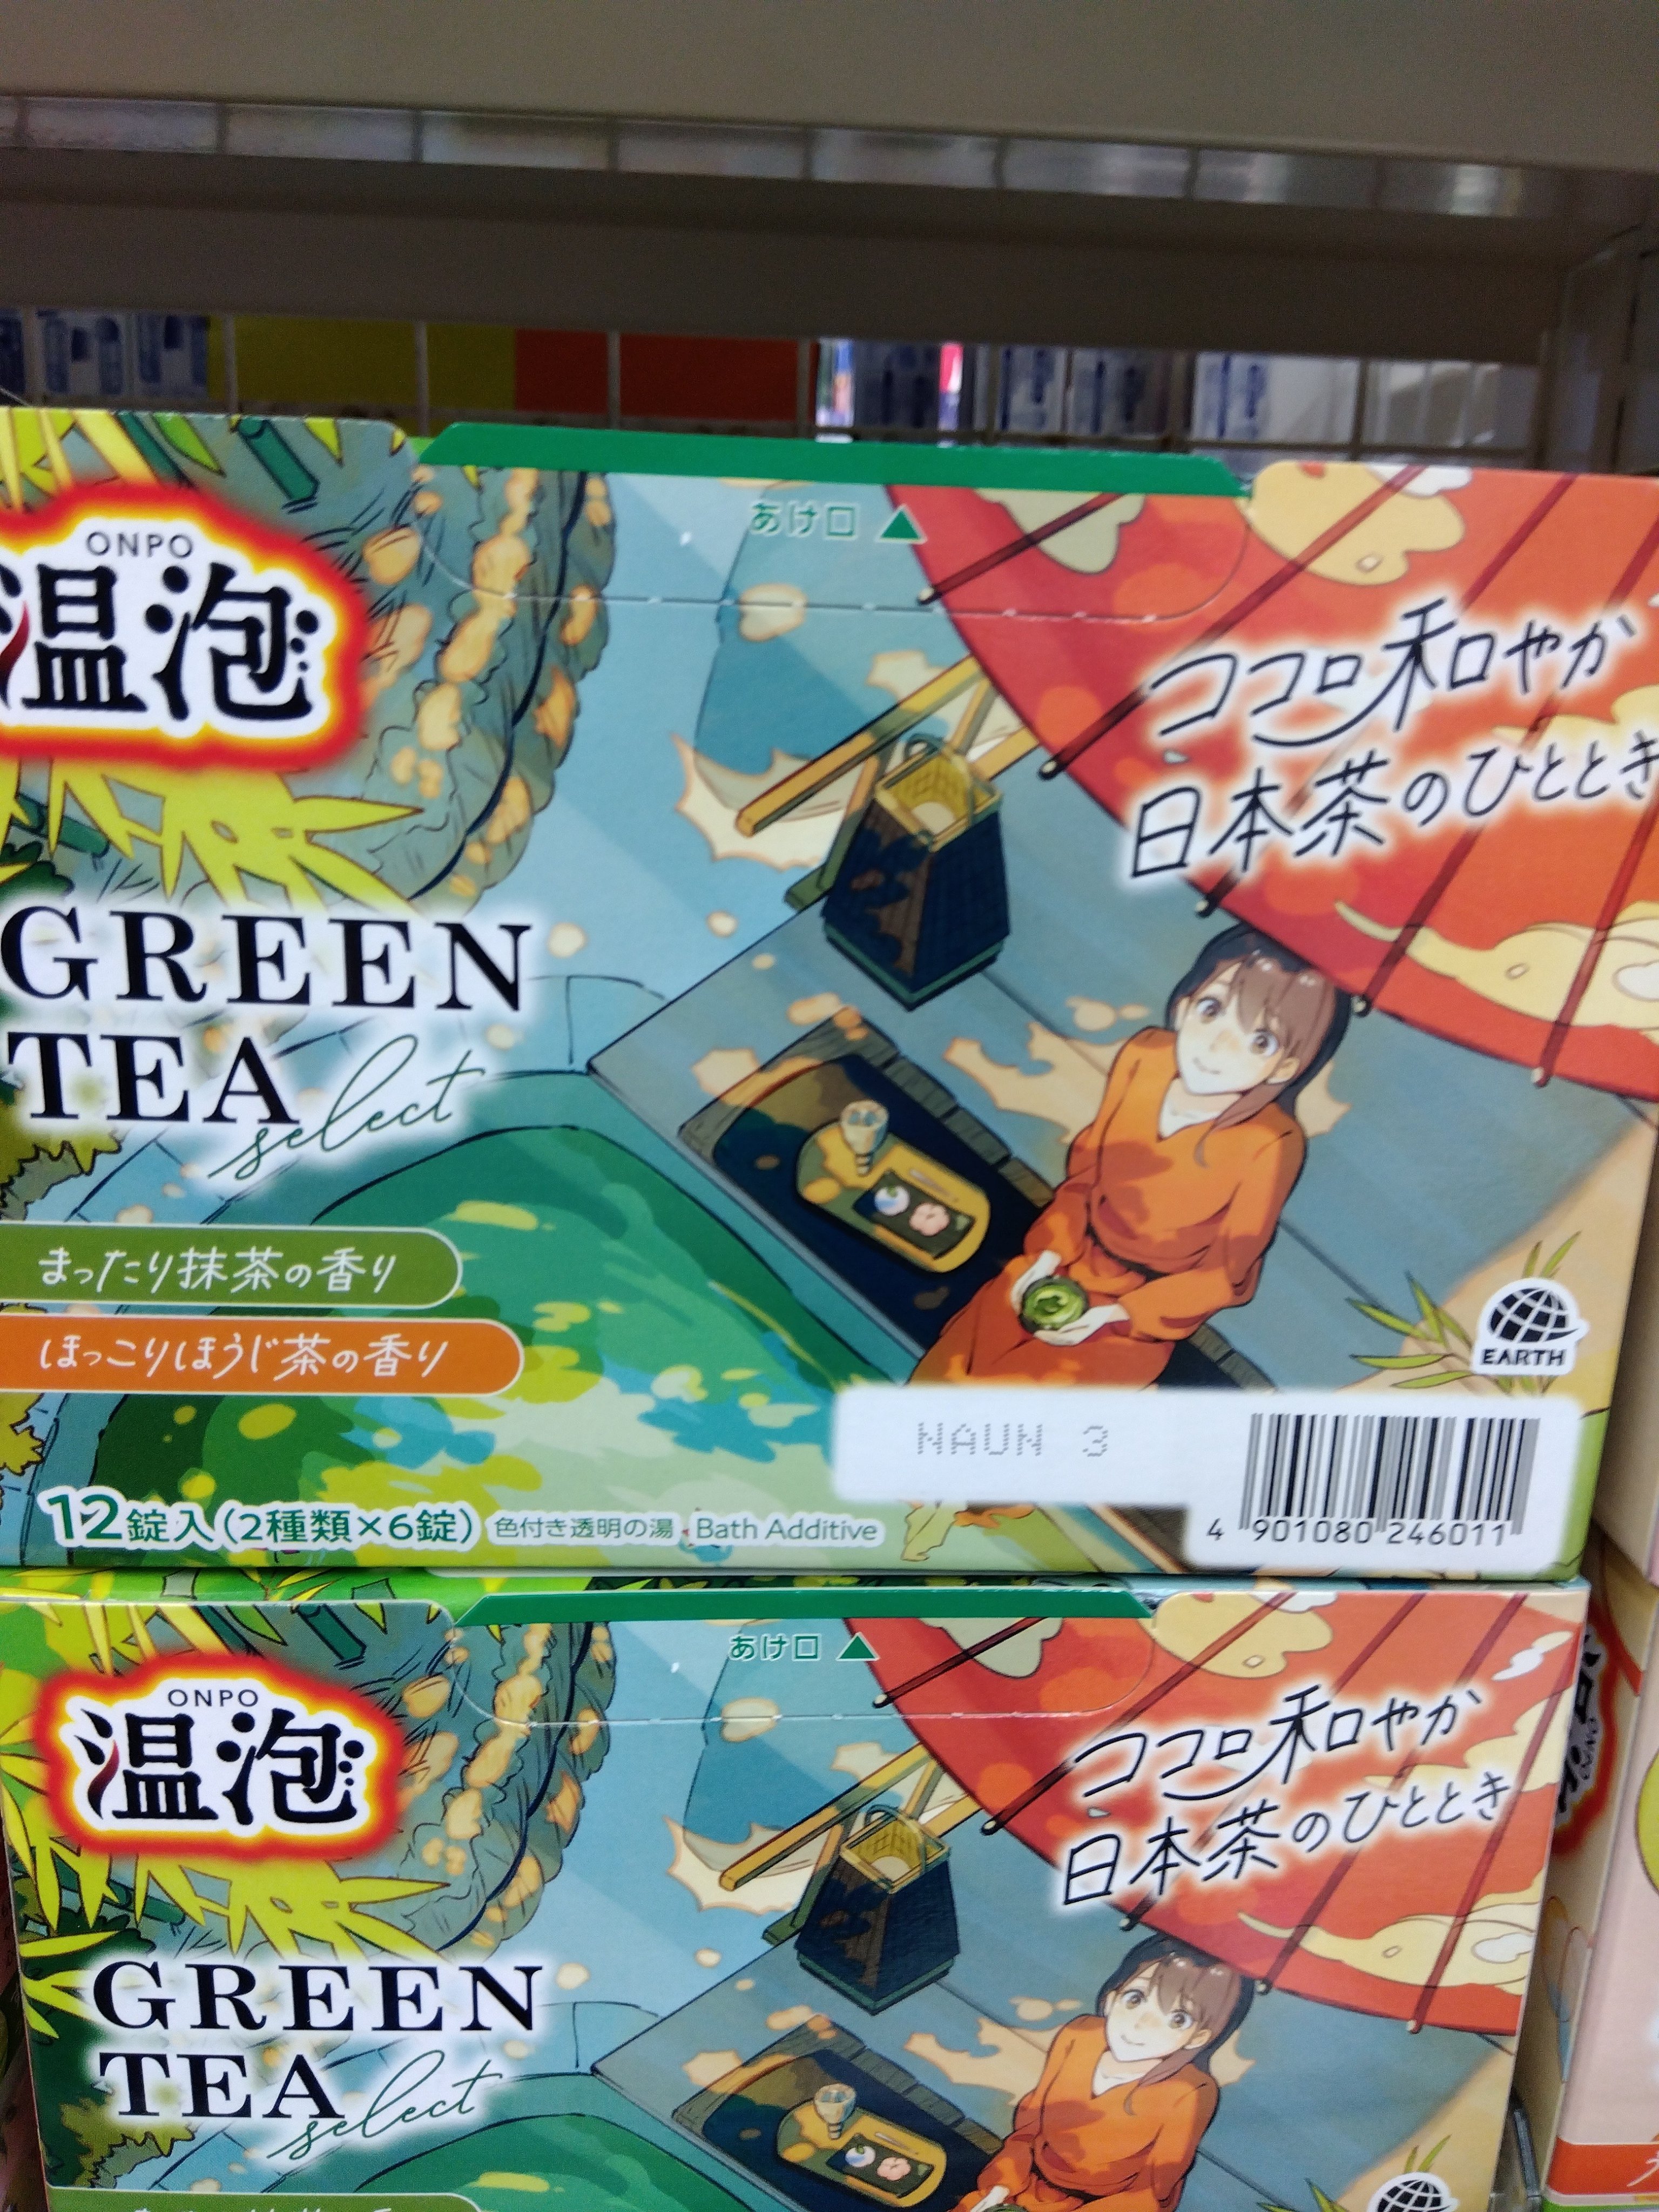 あけ口 ▲
ONPO
温泡
ココロ和やか
日本茶のひととき
GREEN
TEA
select
まったり抹茶の香り
ほっこりほうじ茶の香り
EARTH
NAUN 3
12錠入(2種類×6錠) 色付き透明の湯 Bath Additive
4 901080 246011
あけ口 ▲
ONPO
温泡
ココロ和やか
日本茶のひととき
GREEN
TEA
select